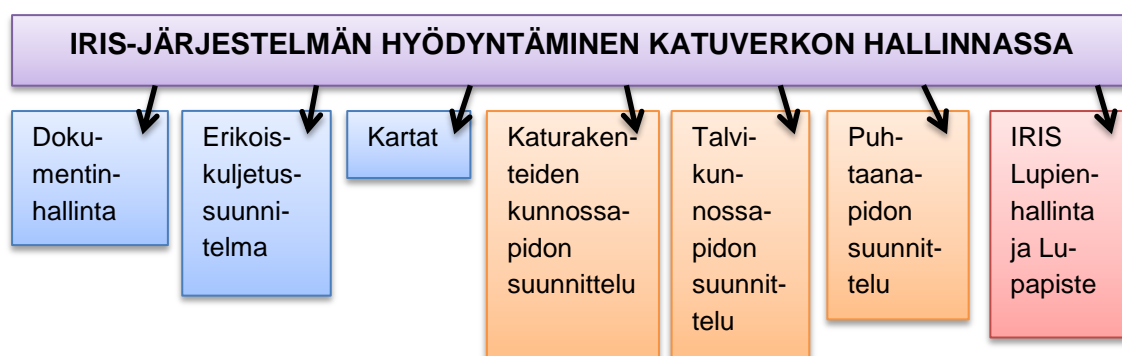 IRIS-JÄRJESTELMÄN HYÖDYNTÄMINEN KATUVERKON HALLINNASSA
Doku-
mentin-
hallinta
Erikois-
kuljetus-
suunni-
telma
Kartat
Katuraken-
teiden
kunnossa-
pidon
suunnittelu
Talvi-
kun-
nossa-
pidon
suunnit-
telu
Puh-
taana-
pidon
suunnit-
telu
IRIS
Lupien-
hallinta
ja Lu-
papiste